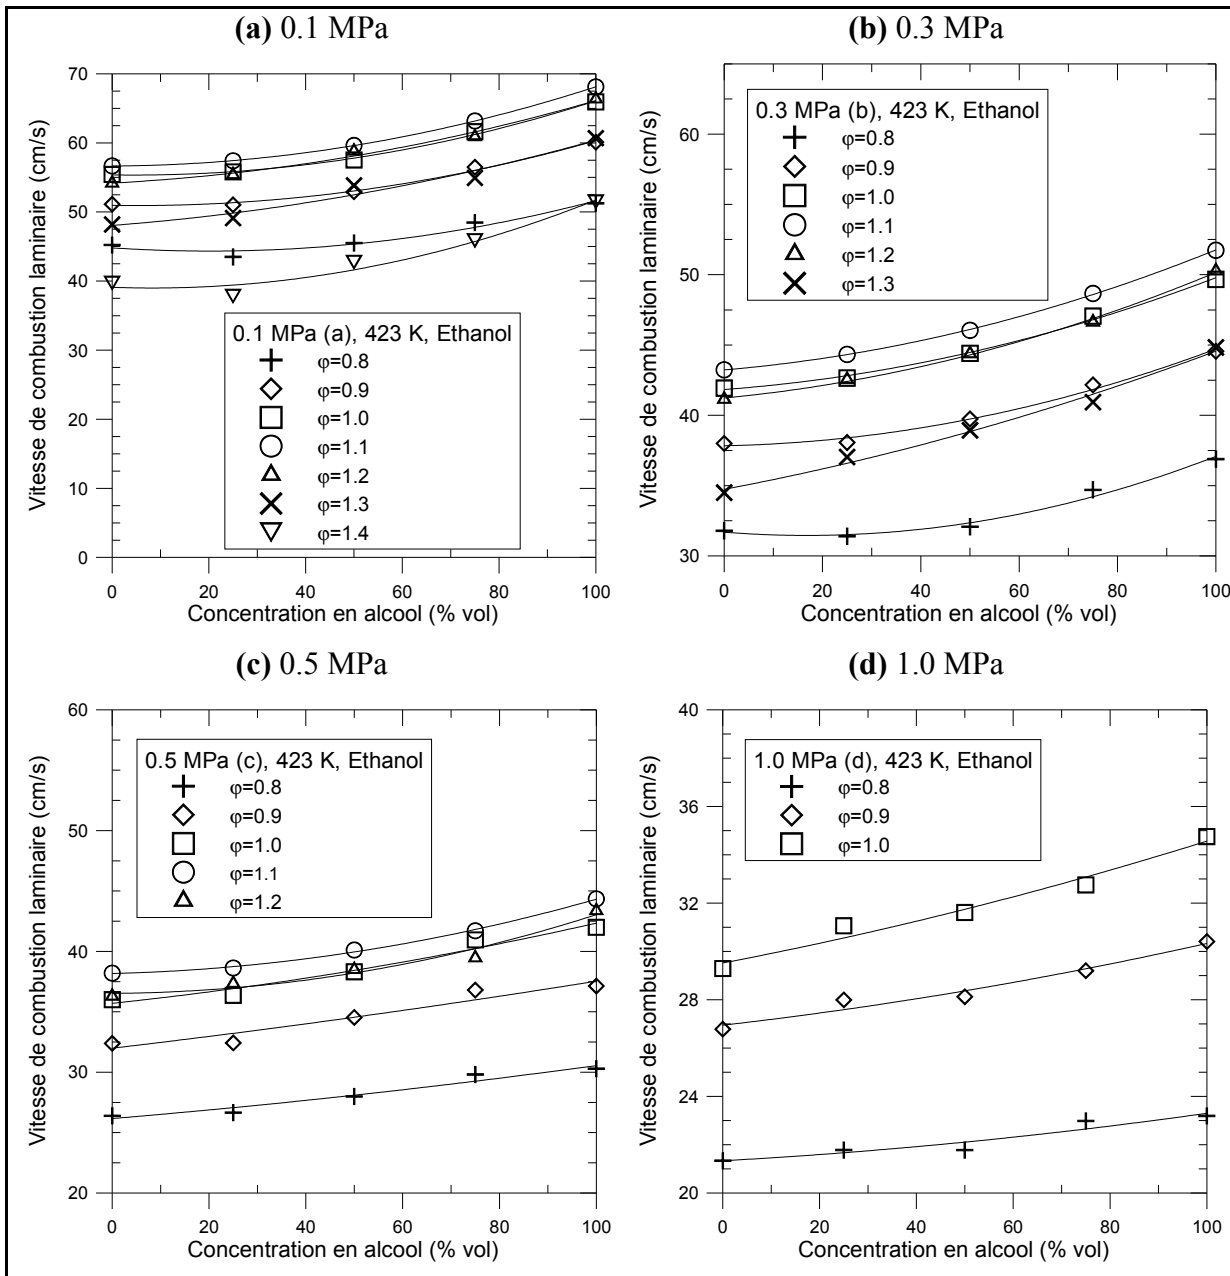 (a) 0.1 MPa
Vitesse de combustion laminaire (cm/s)
70
60
50
40
30
20
10
0
0.1 MPa (a), 423 K, Ethanol
φ=0.8
φ=0.9
φ=1.0
φ=1.1
φ=1.2
φ=1.3
φ=1.4
0 20 40 60 80 100
Concentration en alcool (% vol)
(b) 0.3 MPa
Vitesse de combustion laminaire (cm/s)
60
50
40
30
0.3 MPa (b), 423 K, Ethanol
φ=0.8
φ=0.9
φ=1.0
φ=1.1
φ=1.2
φ=1.3
0 20 40 60 80 100
Concentration en alcool (% vol)
(c) 0.5 MPa
Vitesse de combustion laminaire (cm/s)
60
50
40
30
20
0.5 MPa (c), 423 K, Ethanol
φ=0.8
φ=0.9
φ=1.0
φ=1.1
φ=1.2
0 20 40 60 80 100
Concentration en alcool (% vol)
(d) 1.0 MPa
Vitesse de combustion laminaire (cm/s)
40
36
32
28
24
20
1.0 MPa (d), 423 K, Ethanol
φ=0.8
φ=0.9
φ=1.0
0 20 40 60 80 100
Concentration en alcool (% vol)